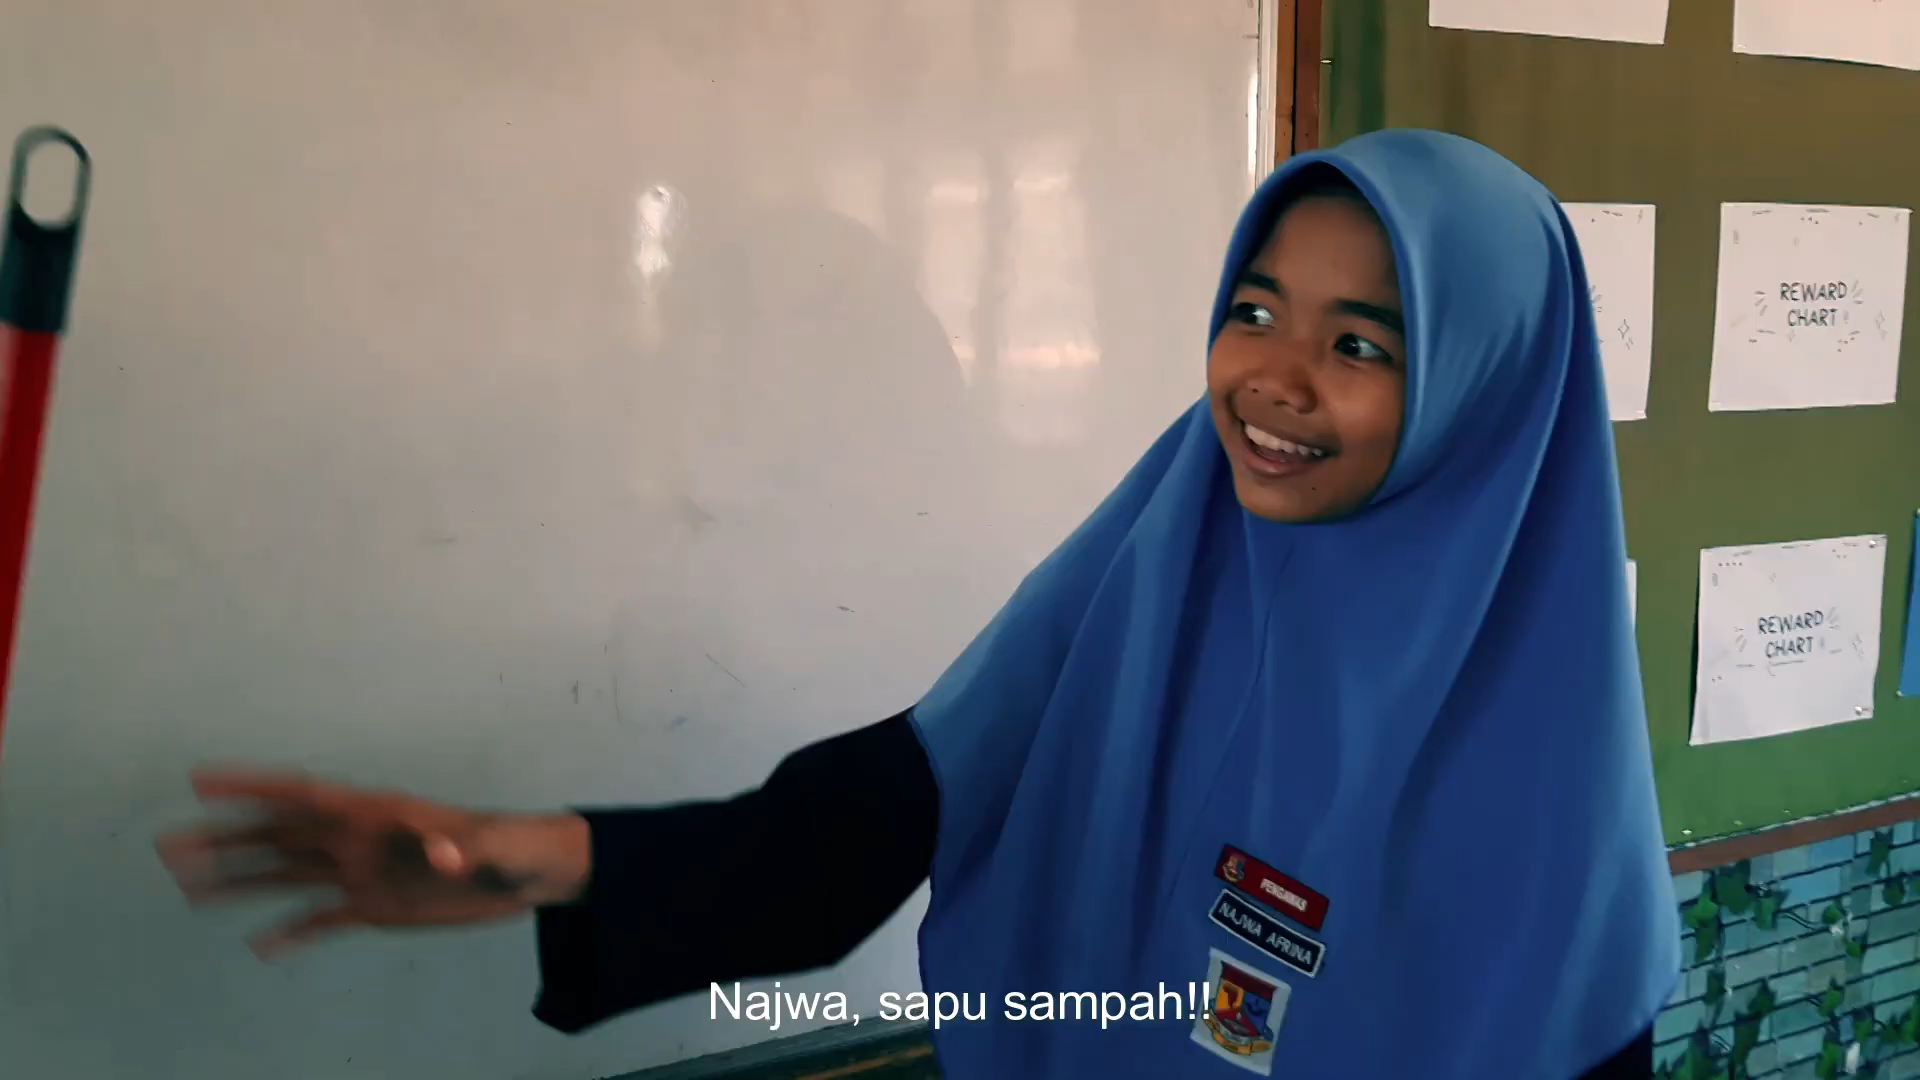 REWARD
CHART
REWARD
CHART
PENGAWAS
NAJWA AFRINA
Najwa, sapu sampah!!